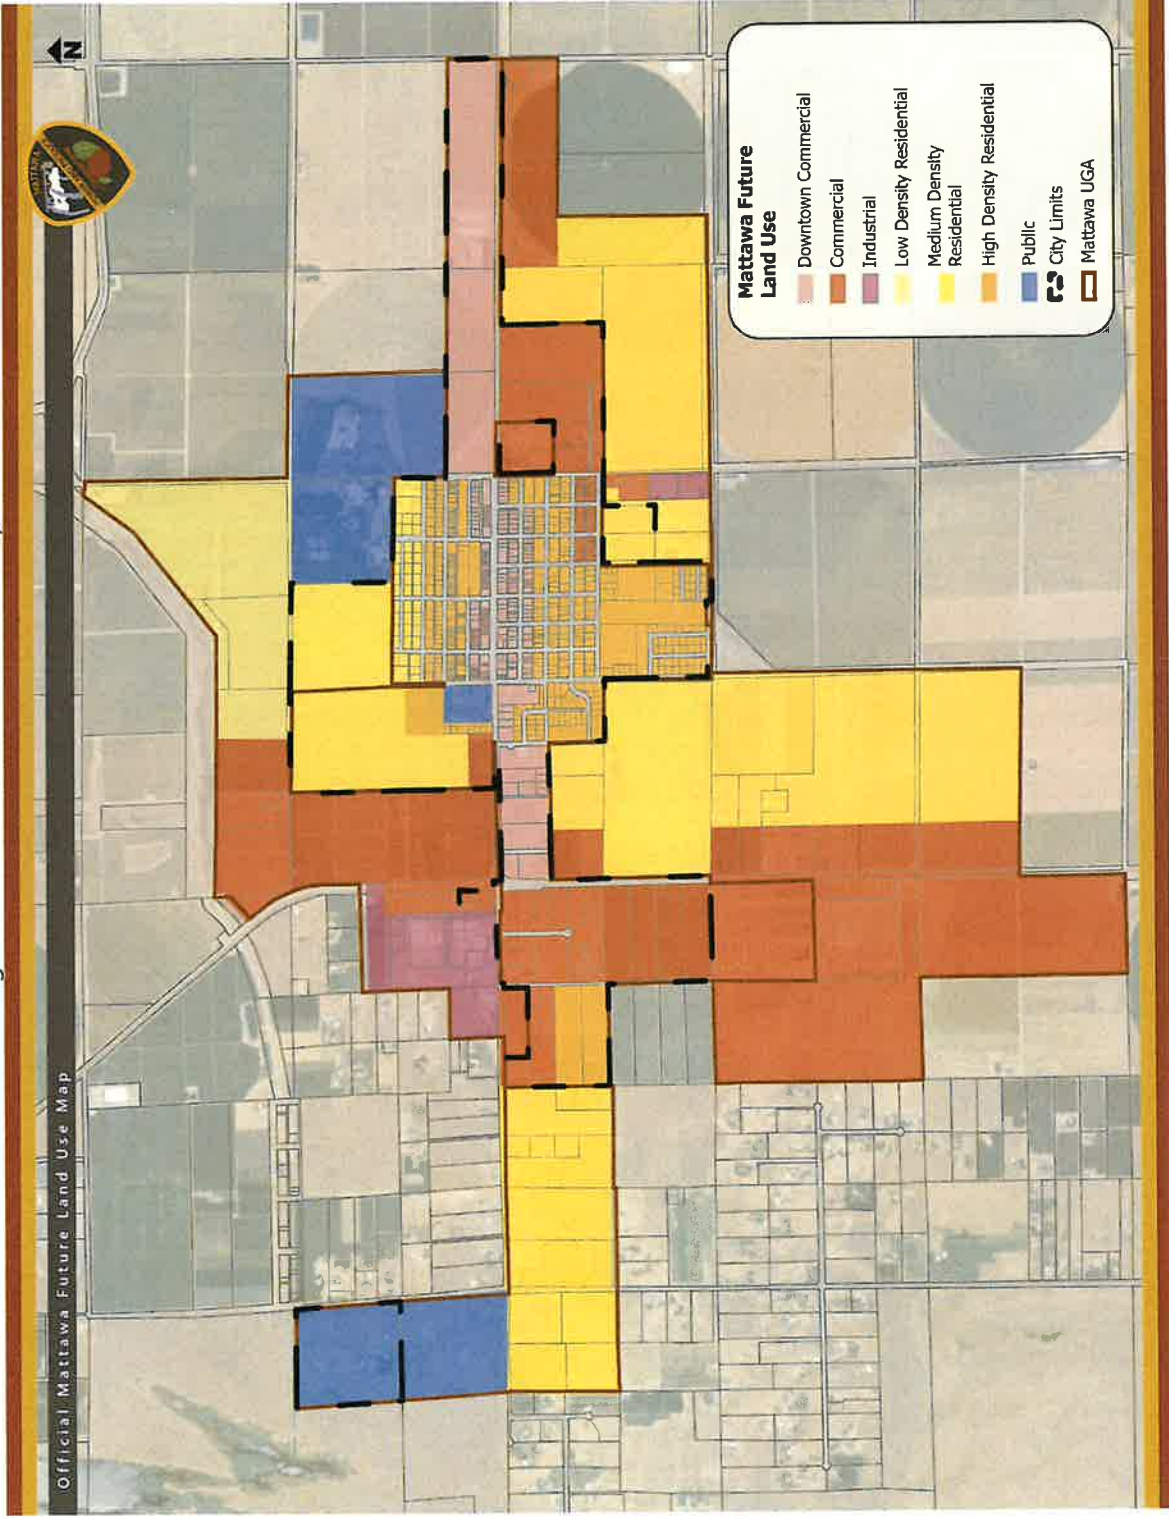 Official Mattawa Future Land Use Map
N
Mattawa Future
Land Use
Downtown Commercial
Commercial
Industrial
Low Density Residential
Medium Density
Residential
High Density Residential
Public
City Limits
Mattawa UGA